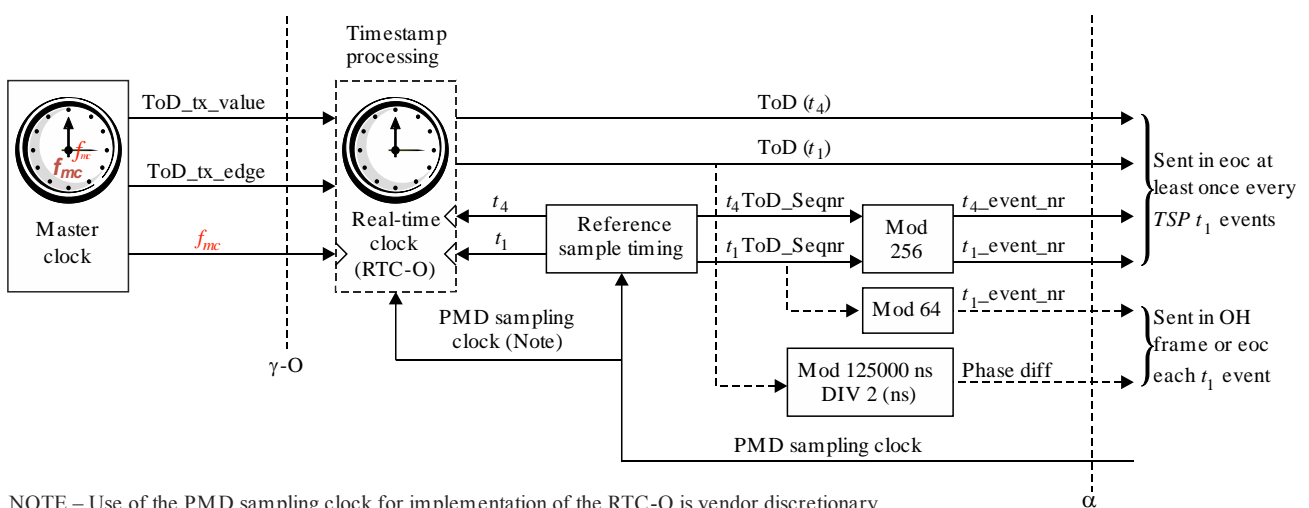 Timestamp
processing
ToD_tx_value
ToD_tx_edge
fmc
fmc
fmc
Master
clock
γ-O
Real-time
clock
(RTC-O)
t4
t1
Reference
sample timing
ToD (t4)
ToD (t1)
t4 ToD_Seqnr
t1 ToD_Seqnr
Mod
256
t4_event_nr
t1_event_nr
Sent in eoc at
least once every
TSP t1 events
Mod 64
t1_event_nr
Mod 125000 ns
DIV 2 (ns)
Phase diff
Sent in OH
frame or eoc
each t1 event
PMD sampling
clock (Note)
PMD sampling clock
α
NOTE – Use of the PMD sampling clock for implementation of the RTC-O is vendor discretionary